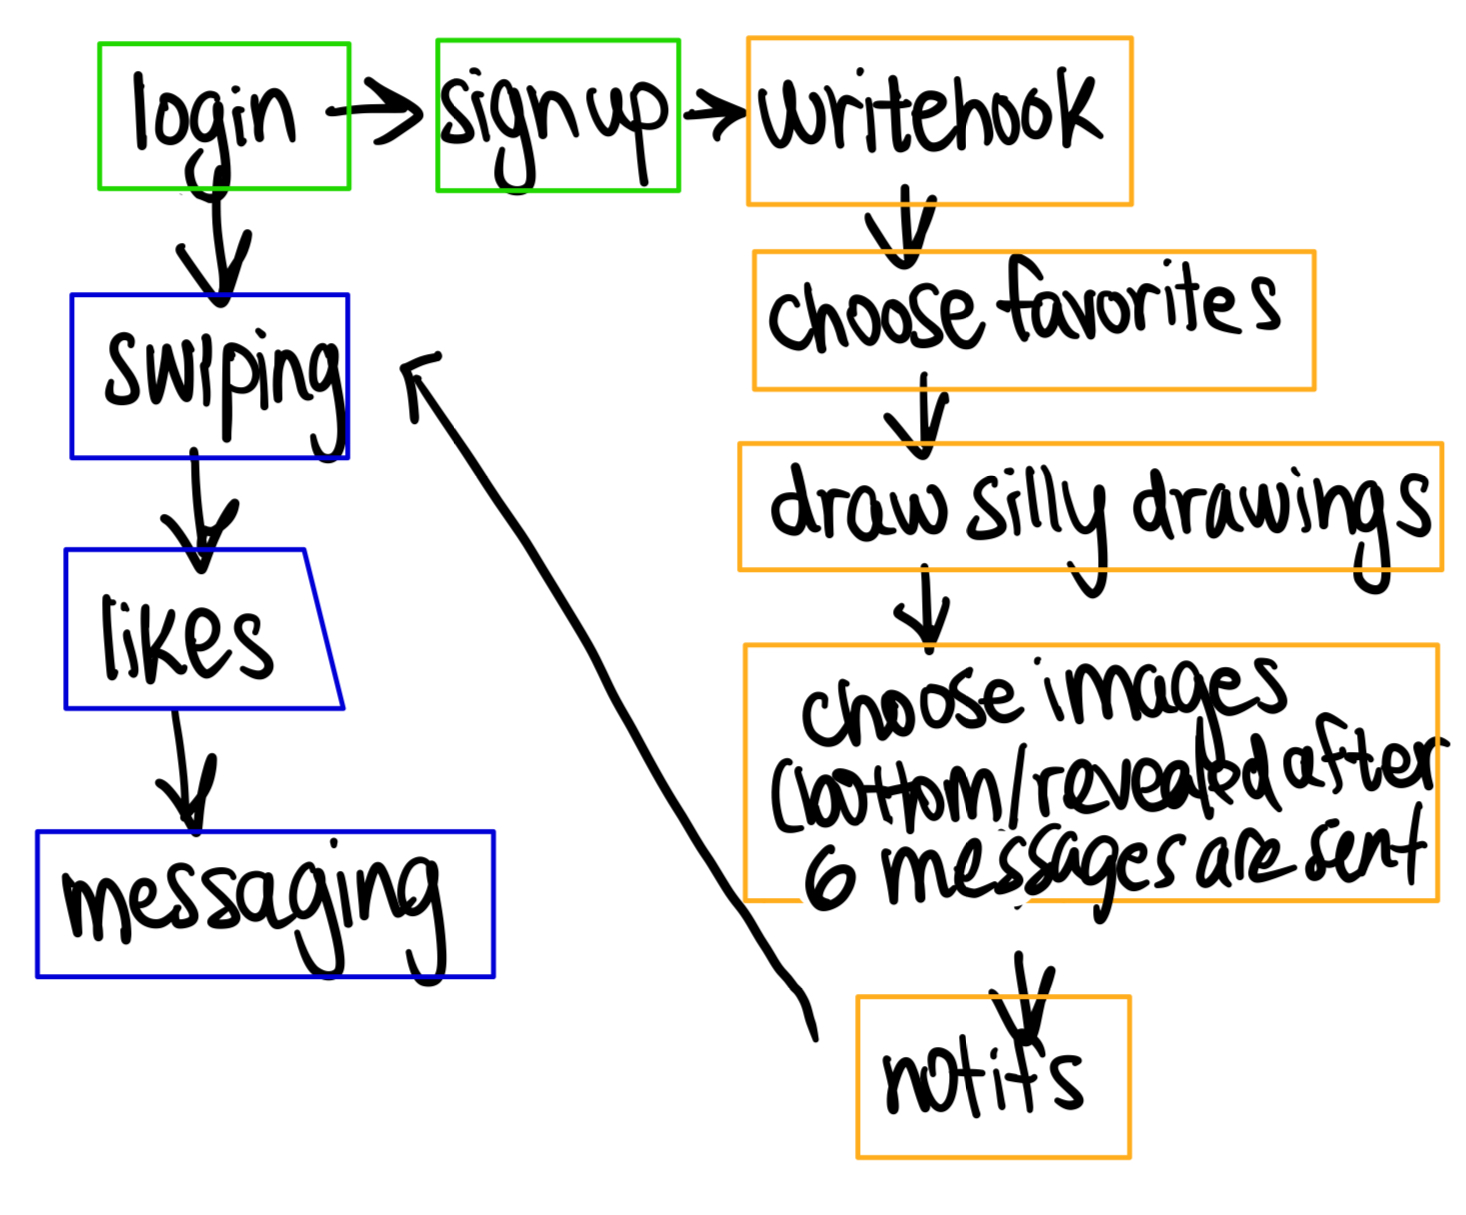 login
sign up
writehook
swiping
likes
messaging
choose favorites
draw silly drawings
choose images
(bottom/revealed after
6 messages are sent
notifs